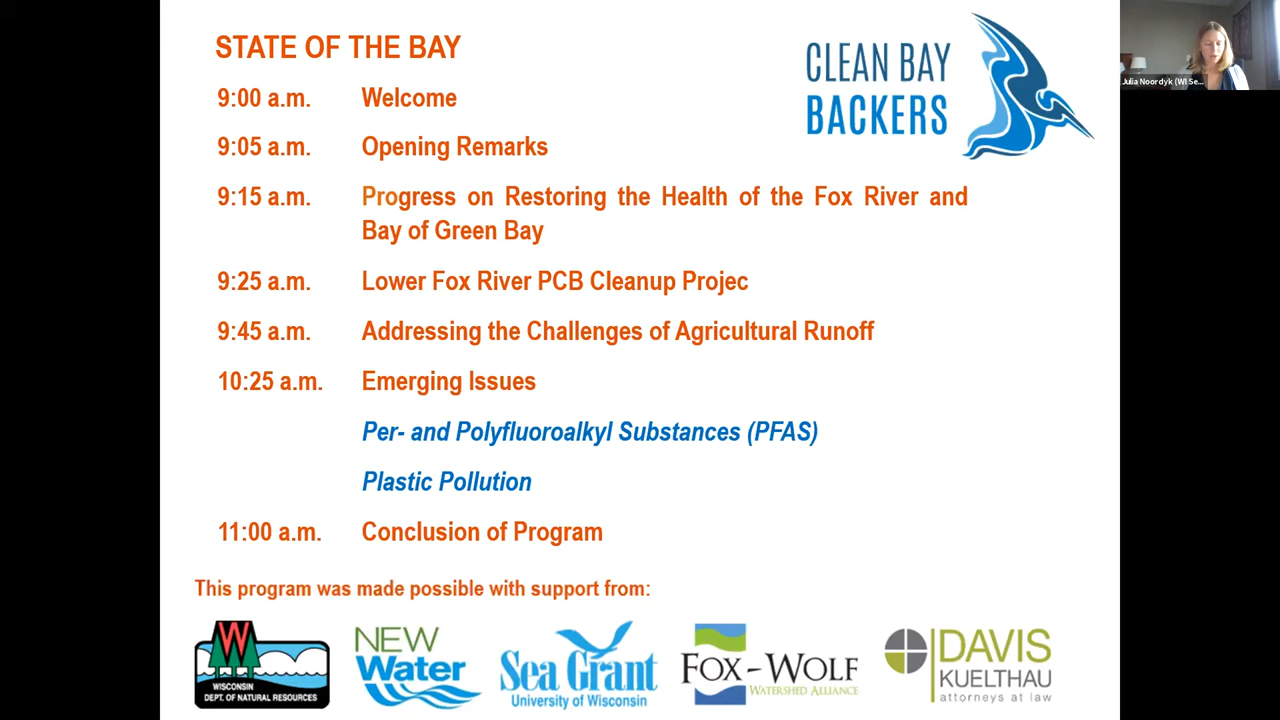 STATE OF THE BAY
CLEAN BAY
BACKERS
Julia Noordyk (WI Se...
9:00 a.m. Welcome
9:05 a.m. Opening Remarks
9:15 a.m. Progress on Restoring the Health of the Fox River and
Bay of Green Bay
9:25 a.m. Lower Fox River PCB Cleanup Projec
9:45 a.m. Addressing the Challenges of Agricultural Runoff
10:25 a.m. Emerging Issues
Per- and Polyfluoroalkyl Substances (PFAS)
Plastic Pollution
11:00 a.m. Conclusion of Program
This program was made possible with support from:
W
WISCONSIN
DEPT. OF NATURAL RESOURCES
NEW
Water
Sea Grant
University of Wisconsin
FOX-WOLF
WATERSHED ALLIANCE
DAVIS
KUELTHAU
attorneys at law